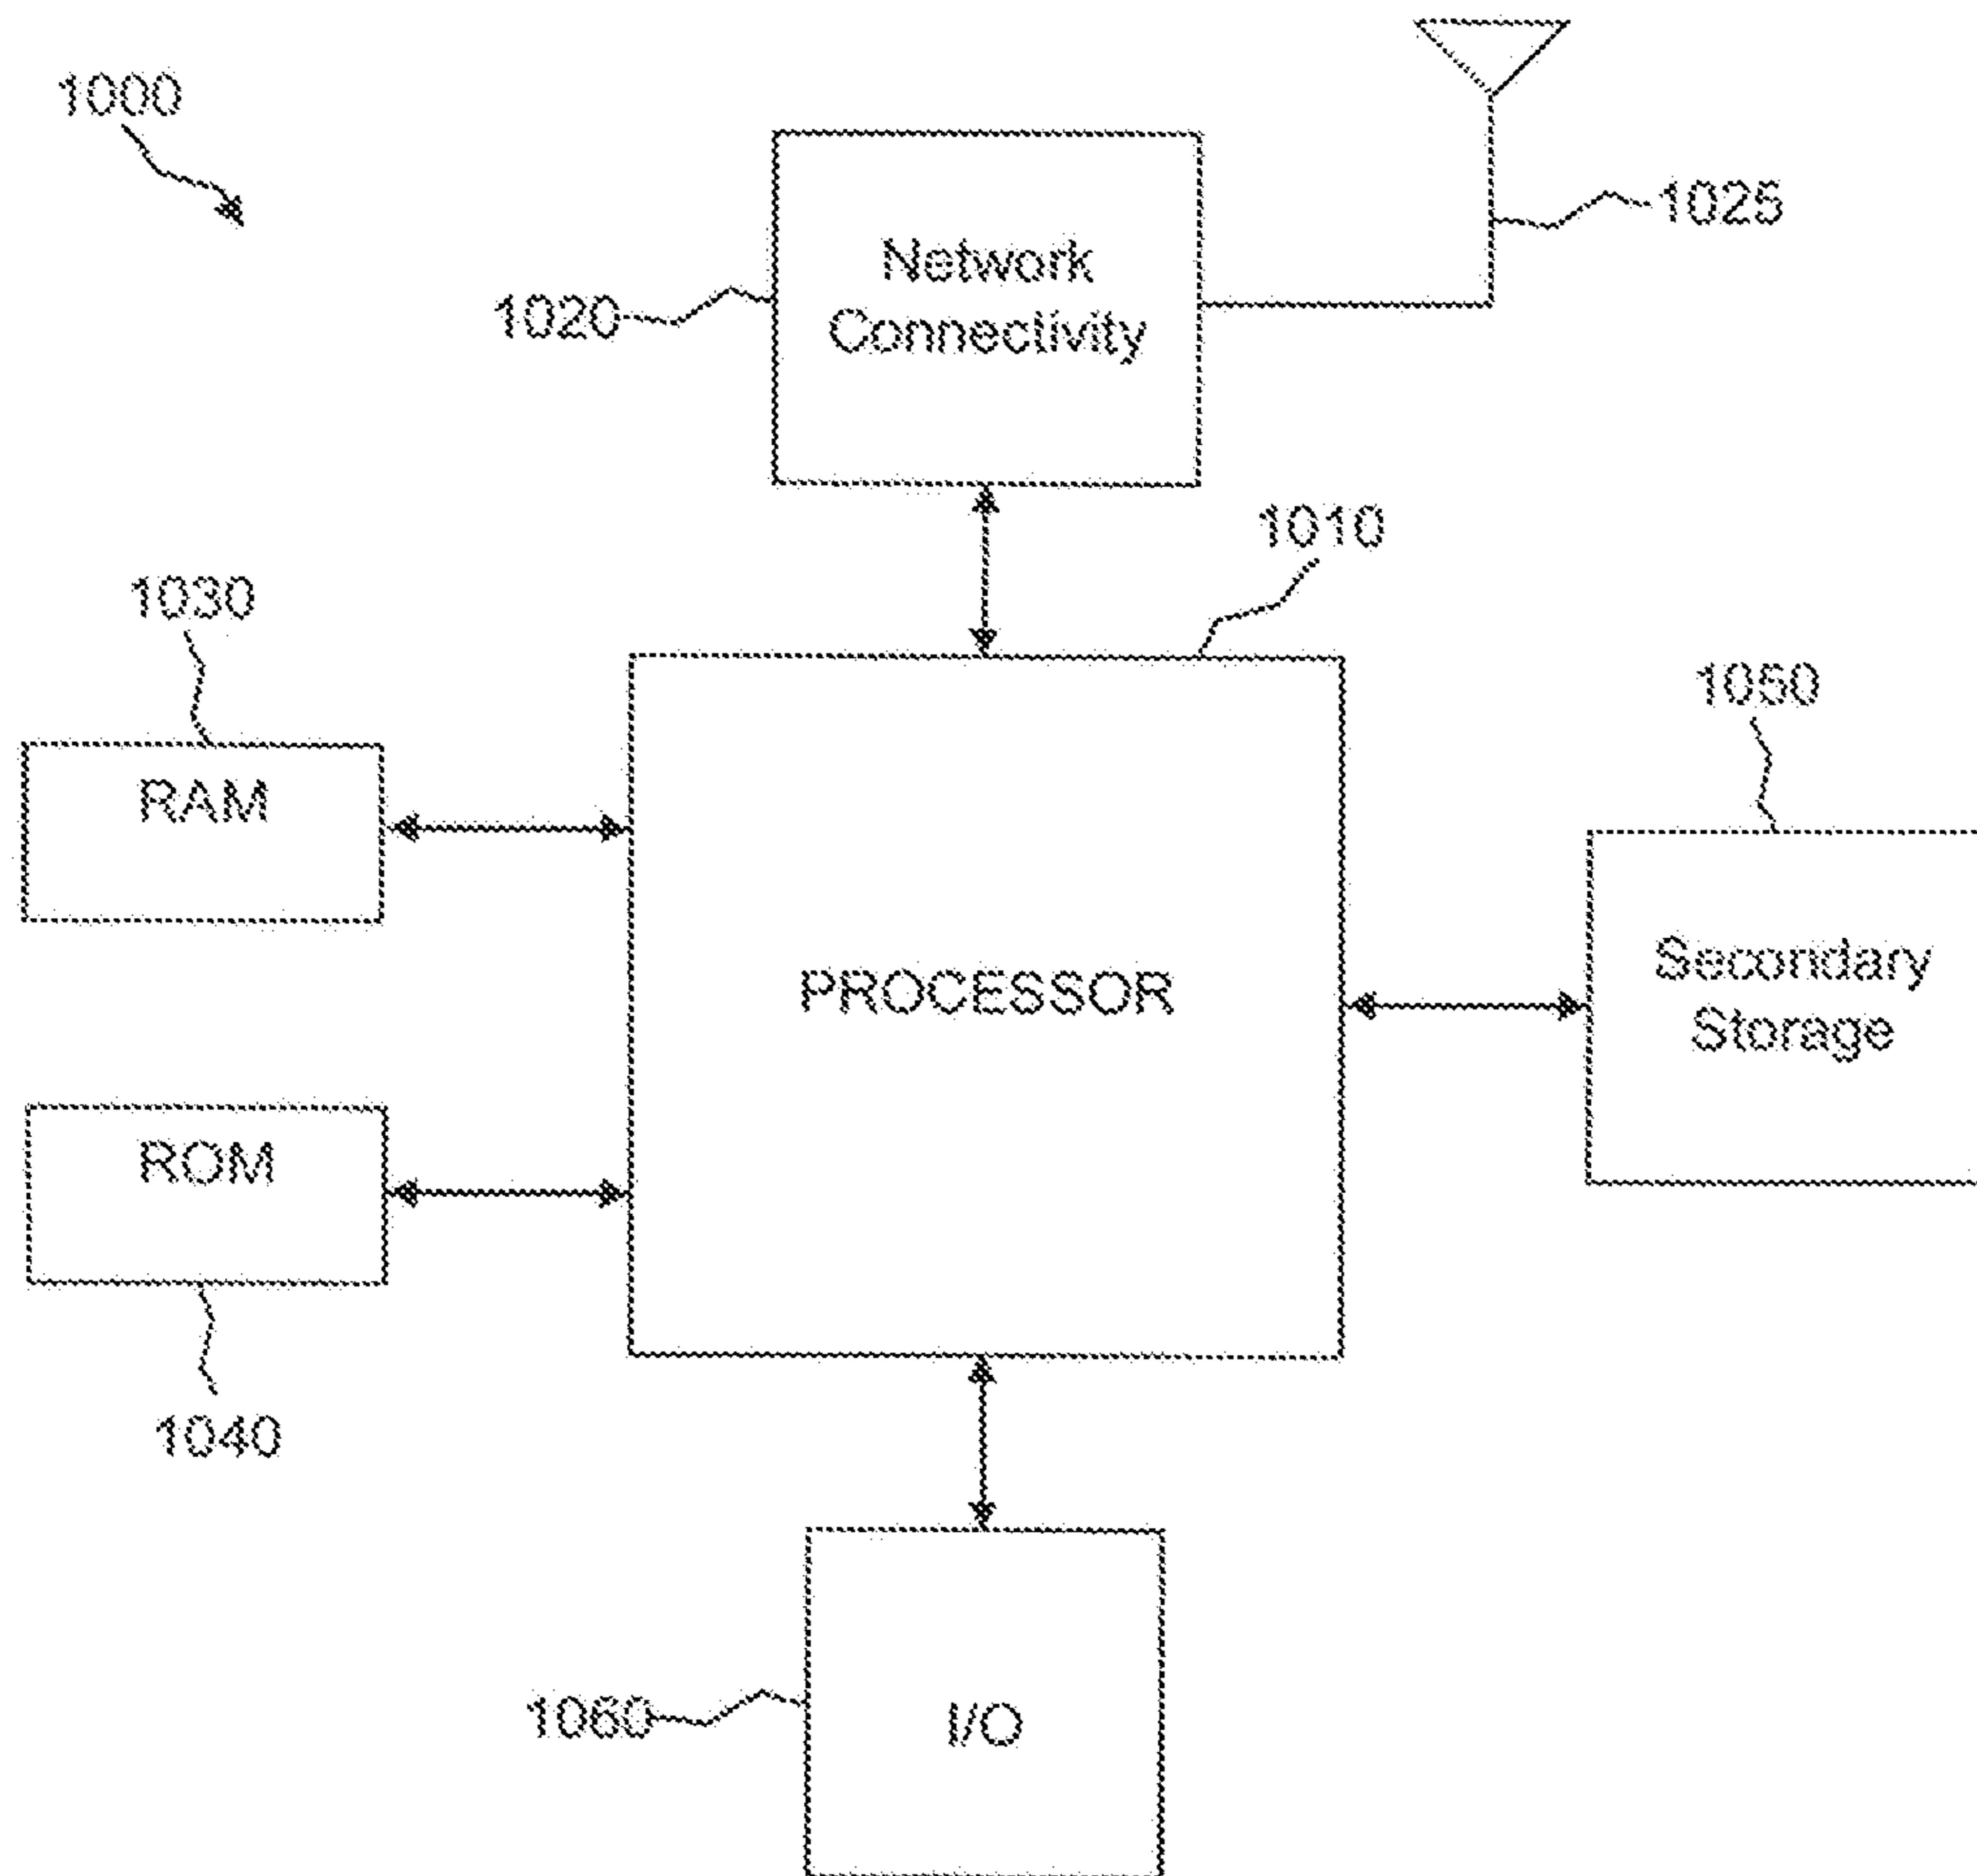 1000
1025
Network
Connectivity
1020
1010
1030
1050
RAM
PROCESSOR
Secondary
Storage
ROM
1040
1060
I/O